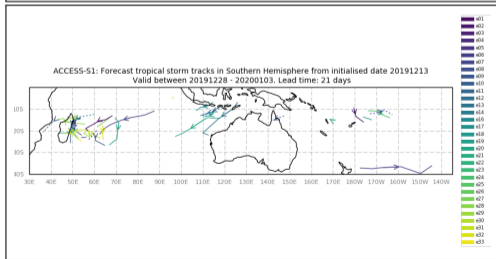 ACCESS-S1: Forecast tropical storm tracks in Southern Hemisphere from initialised date 20191213
Valid between 20191228 - 20200103. Lead time: 21 days
10S
20S
30S
40S
30E 40E 50E 60E 70E 80E 90E 100E 110E 120E 130E 140E 150E 160E 170E 180E 170W 160W 150W 140W
e01
e02
e03
e04
e05
e06
e07
e08
e09
e10
e11
e12
e13
e14
e16
e17
e18
e19
e20
e21
e22
e23
e24
e25
e26
e27
e28
e29
e30
e31
e32
e33